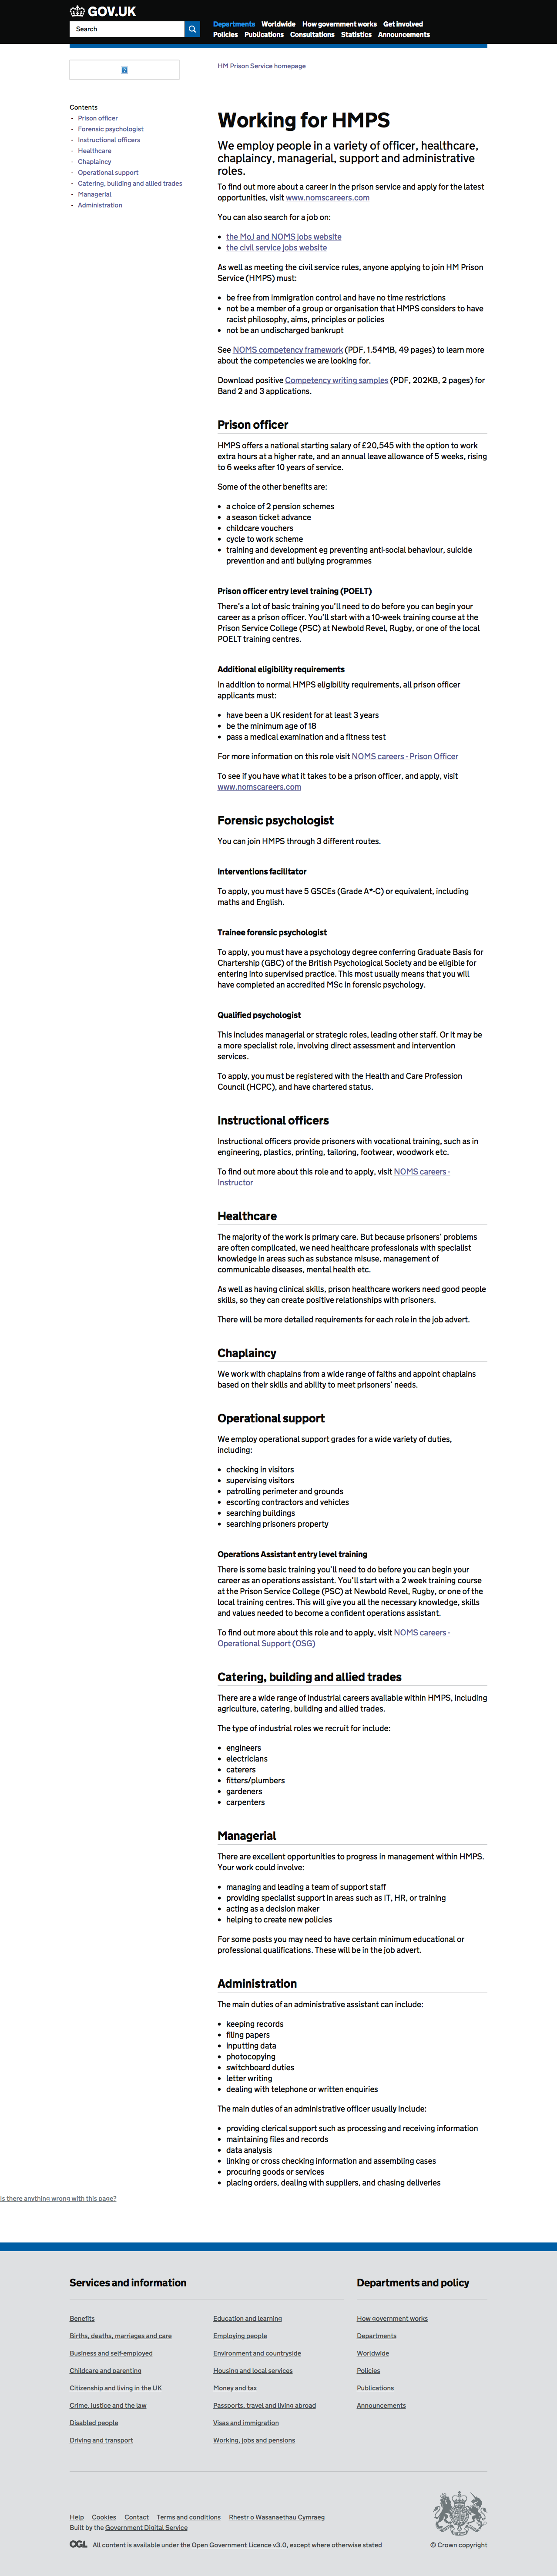 GOV.UK
Search
Departments Worldwide How government works Get involved
Policies Publications Consultations Statistics Announcements
HM Prison Service homepage
Contents
- Prison officer
- Forensic psychologist
- Instructional officers
- Healthcare
- Chaplaincy
- Operational support
- Catering, building and allied trades
- Managerial
- Administration
Working for HMPS
We employ people in a variety of officer, healthcare,
chaplaincy, managerial, support and administrative
roles.
To find out more about a career in the prison service and apply for the latest
opportunities, visit www.nomscareers.com
You can also search for a job on:
• the MoJ and NOMS jobs website
• the civil service jobs website
As well as meeting the civil service rules, anyone applying to join HM Prison
Service (HMPS) must:
• be free from immigration control and have no time restrictions
• not be a member of a group or organisation that HMPS considers to have
racist philosophy, aims, principles or policies
• not be an undischarged bankrupt
See NOMS competency framework (PDF, 1.54MB, 49 pages) to learn more
about the competencies we are looking for.
Download positive Competency writing samples (PDF, 202KB, 2 pages) for
Band 2 and 3 applications.
Prison officer
HMPS offers a national starting salary of £20,545 with the option to work
extra hours at a higher rate, and an annual leave allowance of 5 weeks, rising
to 6 weeks after 10 years of service.
Some of the other benefits are:
• a choice of 2 pension schemes
• a season ticket advance
• childcare vouchers
• cycle to work scheme
• training and development eg preventing anti-social behaviour, suicide
prevention and anti bullying programmes
Prison officer entry level training (POELT)
There's a lot of basic training you'll need to do before you can begin your
career as a prison officer. You'll start with a 10-week training course at the
Prison Service College (PSC) at Newbold Revel, Rugby, or one of the local
POELT training centres.
Additional eligibility requirements
In addition to normal HMPS eligibility requirements, all prison officer
applicants must:
• have been a UK resident for at least 3 years
• be the minimum age of 18
• pass a medical examination and a fitness test
For more information on this role visit NOMS careers - Prison Officer
To see if you have what it takes to be a prison officer, and apply, visit
www.nomscareers.com
Forensic psychologist
You can join HMPS through 3 different routes.
Interventions facilitator
To apply, you must have 5 GSCEs (Grade A*-C) or equivalent, including
maths and English.
Trainee forensic psychologist
To apply, you must have a psychology degree conferring Graduate Basis for
Chartership (GBC) of the British Psychological Society and be eligible for
entering into supervised practice. This most usually means that you will
have completed an accredited MSc in forensic psychology.
Qualified psychologist
This includes managerial or strategic roles, leading other staff. Or it may be
a more specialist role, involving direct assessment and intervention
services.
To apply, you must be registered with the Health and Care Profession
Council (HCPC), and have chartered status.
Instructional officers
Instructional officers provide prisoners with vocational training, such as in
engineering, plastics, printing, tailoring, footwear, woodwork etc.
To find out more about this role and to apply, visit NOMS careers -
Instructor
Healthcare
The majority of the work is primary care. But because prisoners' problems
are often complicated, we need healthcare professionals with specialist
knowledge in areas such as substance misuse, management of
communicable diseases, mental health etc.
As well as having clinical skills, prison healthcare workers need good people
skills, so they can create positive relationships with prisoners.
There will be more detailed requirements for each role in the job advert.
Chaplaincy
We work with chaplains from a wide range of faiths and appoint chaplains
based on their skills and ability to meet prisoners' needs.
Operational support
We employ operational support grades for a wide variety of duties,
including:
• checking in visitors
• supervising visitors
• patrolling perimeter and grounds
• escorting contractors and vehicles
• searching buildings
• searching prisoners property
Operations Assistant entry level training
There is some basic training you'll need to do before you can begin your
career as an operations assistant. You'll start with a 2 week training course
at the Prison Service College (PSC) at Newbold Revel, Rugby, or one of the
local training centres. This will give you all the necessary knowledge, skills
and values needed to become a confident operations assistant.
To find out more about this role and to apply, visit NOMS careers -
Operational Support (OSG)
Catering, building and allied trades
There are a wide range of industrial careers available within HMPS, including
agriculture, catering, building and allied trades.
The type of industrial roles we recruit for include:
• engineers
• electricians
• caterers
• fitters/plumbers
• gardeners
• carpenters
Managerial
There are excellent opportunities to progress in management within HMPS.
Your work could involve:
• managing and leading a team of support staff
• providing specialist support in areas such as IT, HR, or training
• acting as a decision maker
• helping to create new policies
For some posts you may need to have certain minimum educational or
professional qualifications. These will be in the job advert.
Administration
The main duties of an administrative assistant can include:
• keeping records
• filing papers
• inputting data
• photocopying
• switchboard duties
• letter writing
• dealing with telephone or written enquiries
The main duties of an administrative officer usually include:
• providing clerical support such as processing and receiving information
• maintaining files and records
• data analysis
• linking or cross checking information and assembling cases
• procuring goods or services
• placing orders, dealing with suppliers, and chasing deliveries
Is there anything wrong with this page?
Services and information
Benefits
Births, deaths, marriages and care
Business and self-employed
Childcare and parenting
Citizenship and living in the UK
Crime, justice and the law
Disabled people
Driving and transport
Education and learning
Employing people
Environment and countryside
Housing and local services
Money and tax
Passports, travel and living abroad
Visas and immigration
Working, jobs and pensions
Departments and policy
How government works
Departments
Worldwide
Policies
Publications
Announcements
Help Cookies Contact Terms and conditions Rhestr o Wasanaethau Cymraeg
Built by the Government Digital Service
OGL All content is available under the Open Government Licence v3.0, except where otherwise stated
© Crown copyright